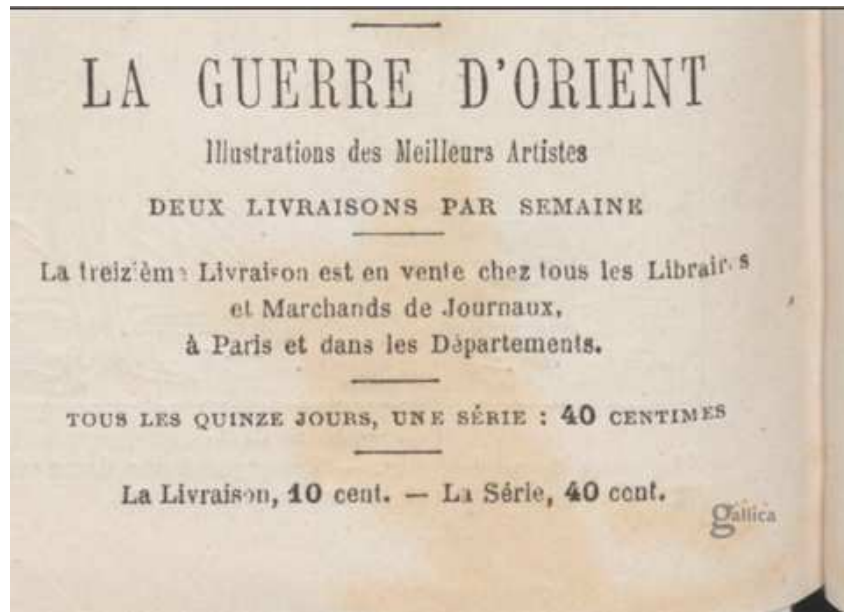 LA GUERRE D'ORIENT
Illustrations des Meilleurs Artistes
DEUX LIVRAISONS PAR SEMAINE
La treizième Livraison est en vente chez tous les Libraires
et Marchands de Journaux,
à Paris et dans les Départements.
TOUS LES QUINZE JOURS, UNE SÉRIE : 40 CENTIMES
La Livraison, 10 cent. — La Série, 40 cent.
gallica